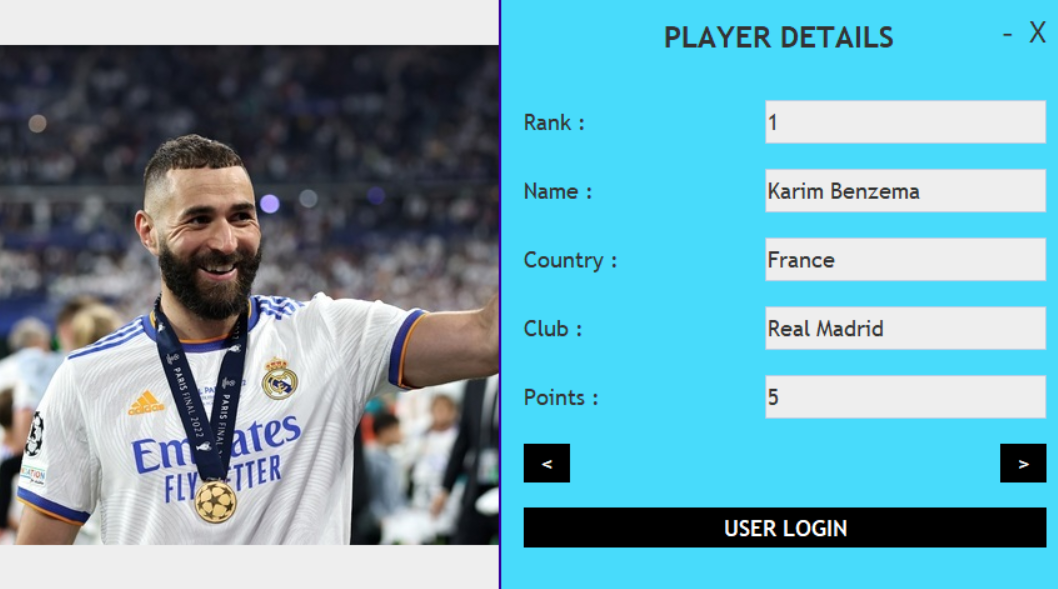 PLAYER DETAILS
- X
Rank : 1
Name : Karim Benzema
Country : France
Club : Real Madrid
Points : 5
< >
USER LOGIN
adidas
PARIS FINAL 2022
PARIS FINAL
Emirates
FLY BETTER